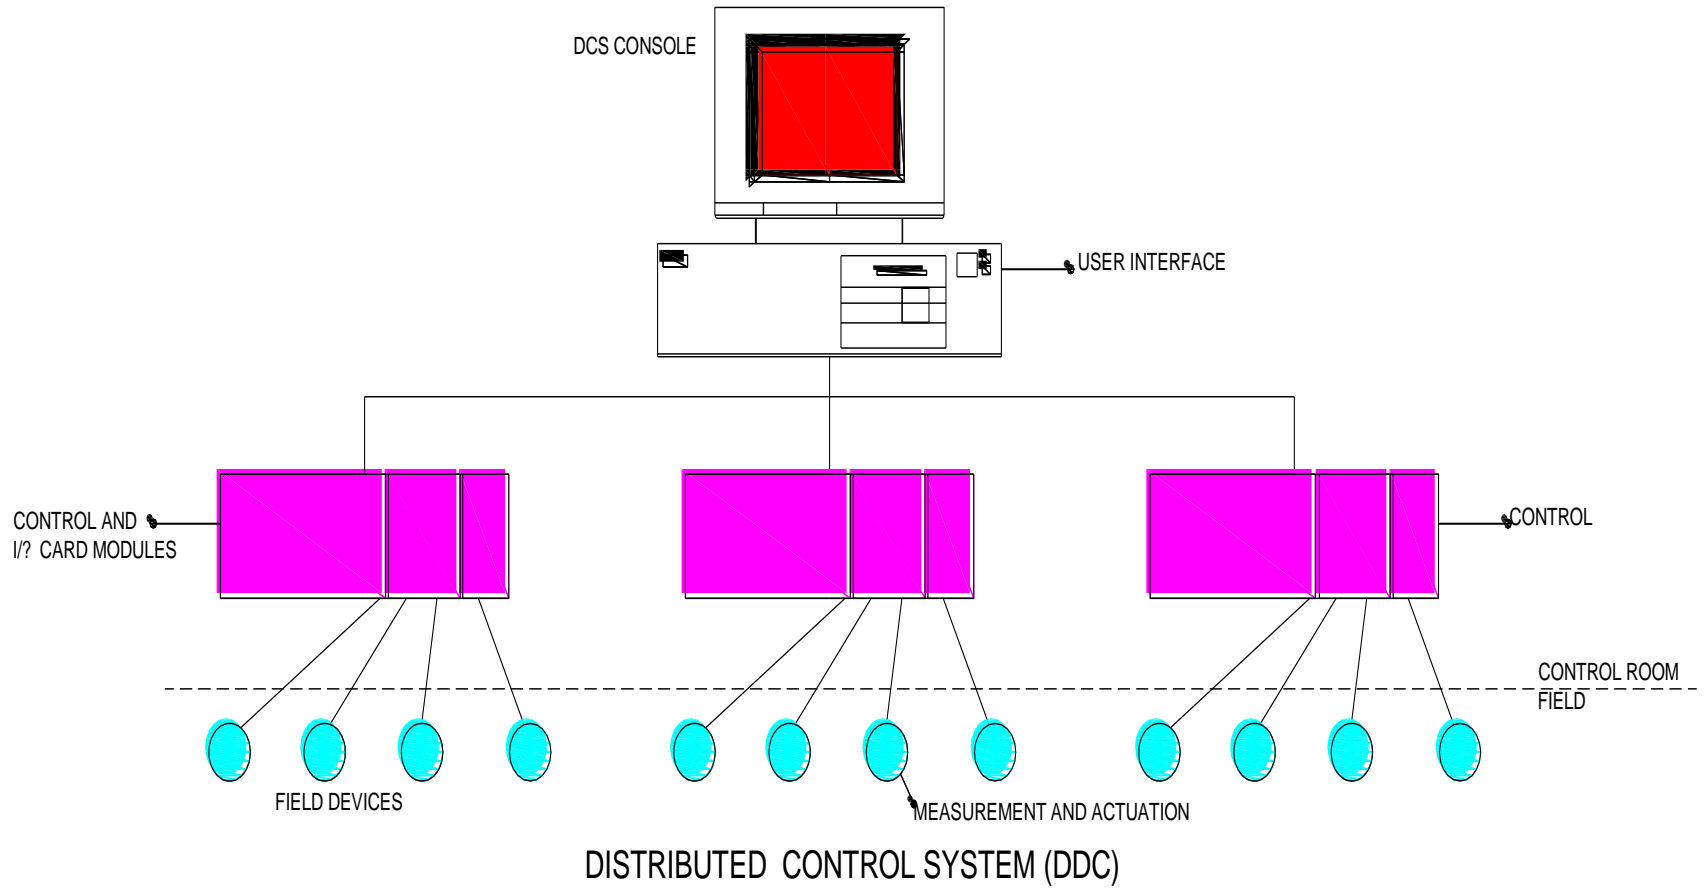 DCS CONSOLE
USER INTERFACE
CONTROL AND
I/? CARD MODULES
CONTROL
CONTROL ROOM
FIELD
FIELD DEVICES
MEASUREMENT AND ACTUATION
DISTRIBUTED CONTROL SYSTEM (DDC)